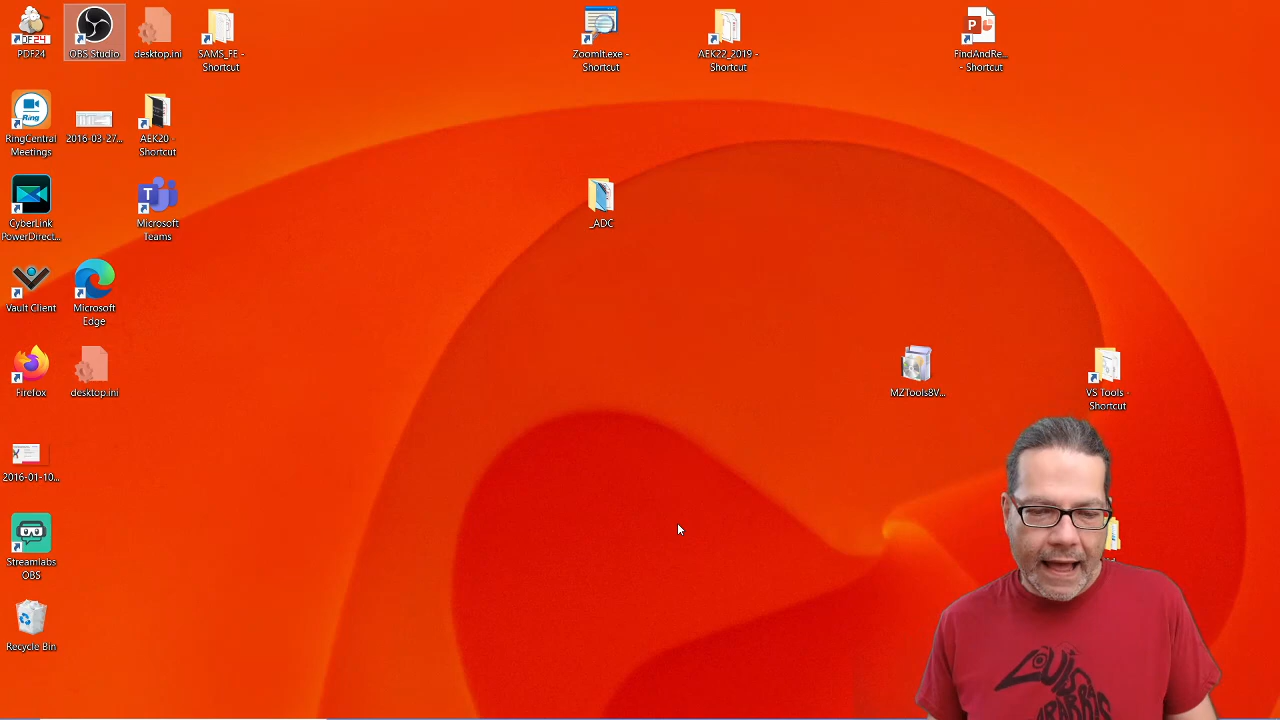 PDF24
OBS Studio
desktop.ini
SAMS_FE -
Shortcut
ZoomIt.exe -
Shortcut
AEK22_2019 -
Shortcut
FindAndRe...
- Shortcut
Ring
RingCentral
Meetings
2016-03-27...
AEK20 -
Shortcut
CyberLink
PowerDirect...
Microsoft
Teams
_ADC
Vault Client
Microsoft
Edge
Firefox
desktop.ini
MZTools8V...
VS Tools -
Shortcut
2016-01-10...
Streamlabs
OBS
Recycle Bin